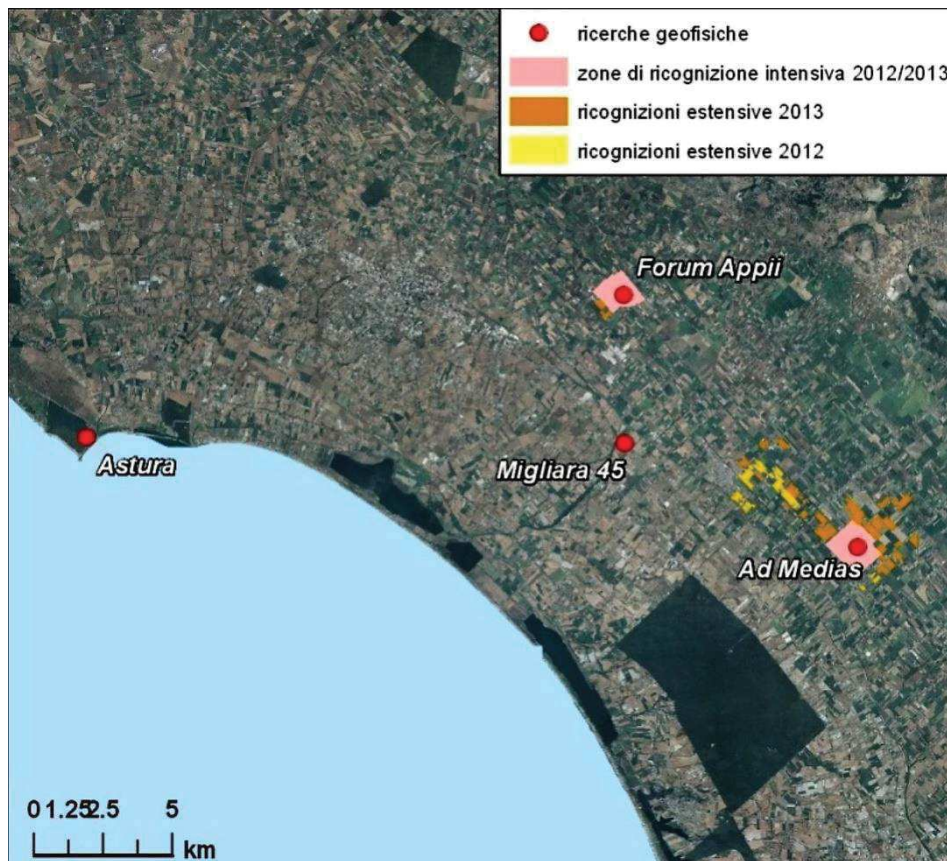 ricerche geofisiche
zone di ricognizione intensiva 2012/2013
ricognizioni estensive 2013
ricognizioni estensive 2012
Forum Appii
Astura
Migliara 45
Ad Medias
0 1.25 2.5 5
km